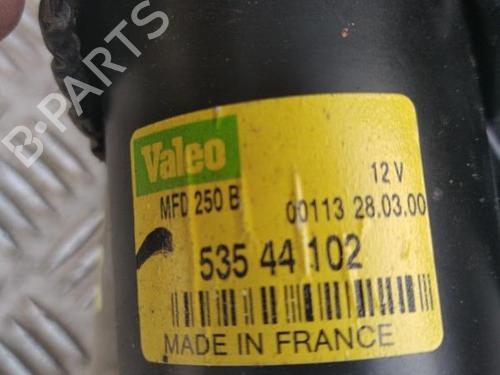 B-PARTS
Valeo
12 V
MFD 250 B 00113 28.03.00
535 44 102
MADE IN FRANCE